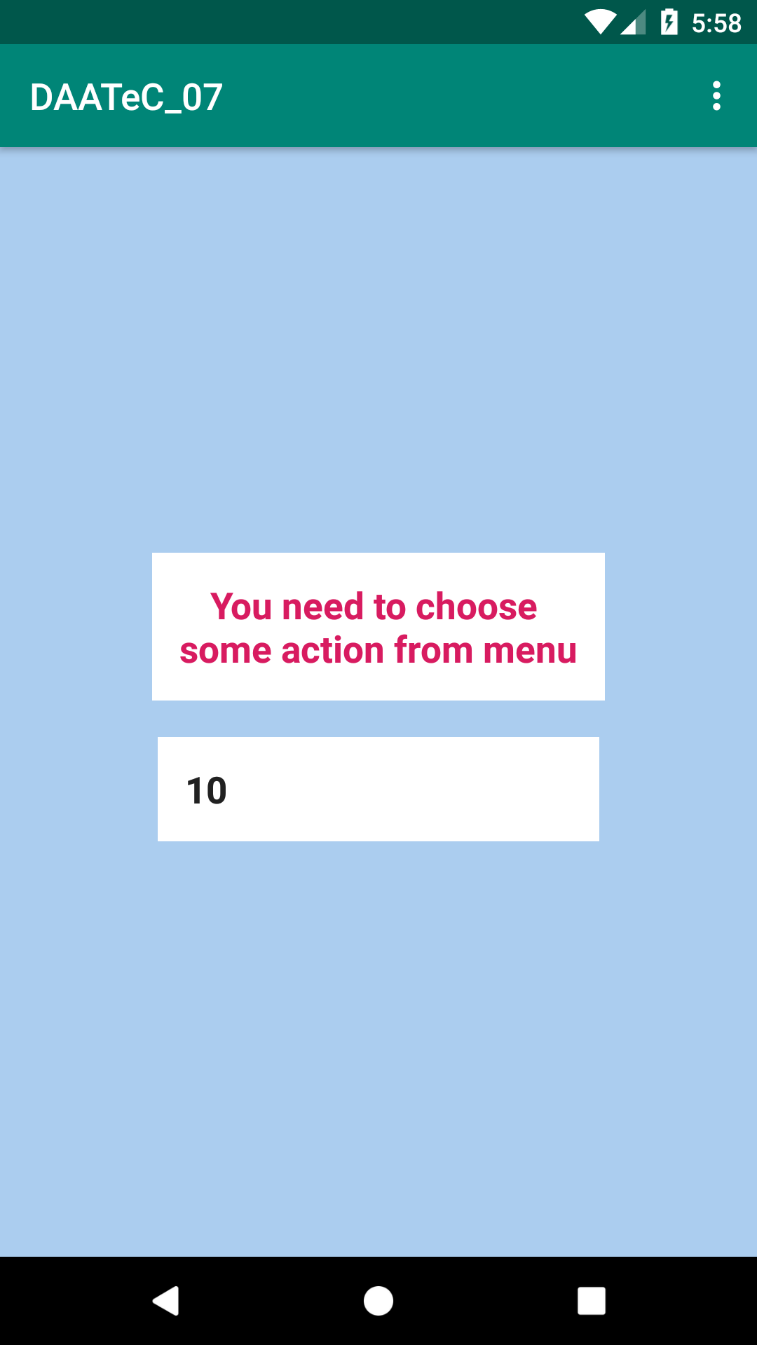 5:58
DAATeC_07
You need to choose
some action from menu
10